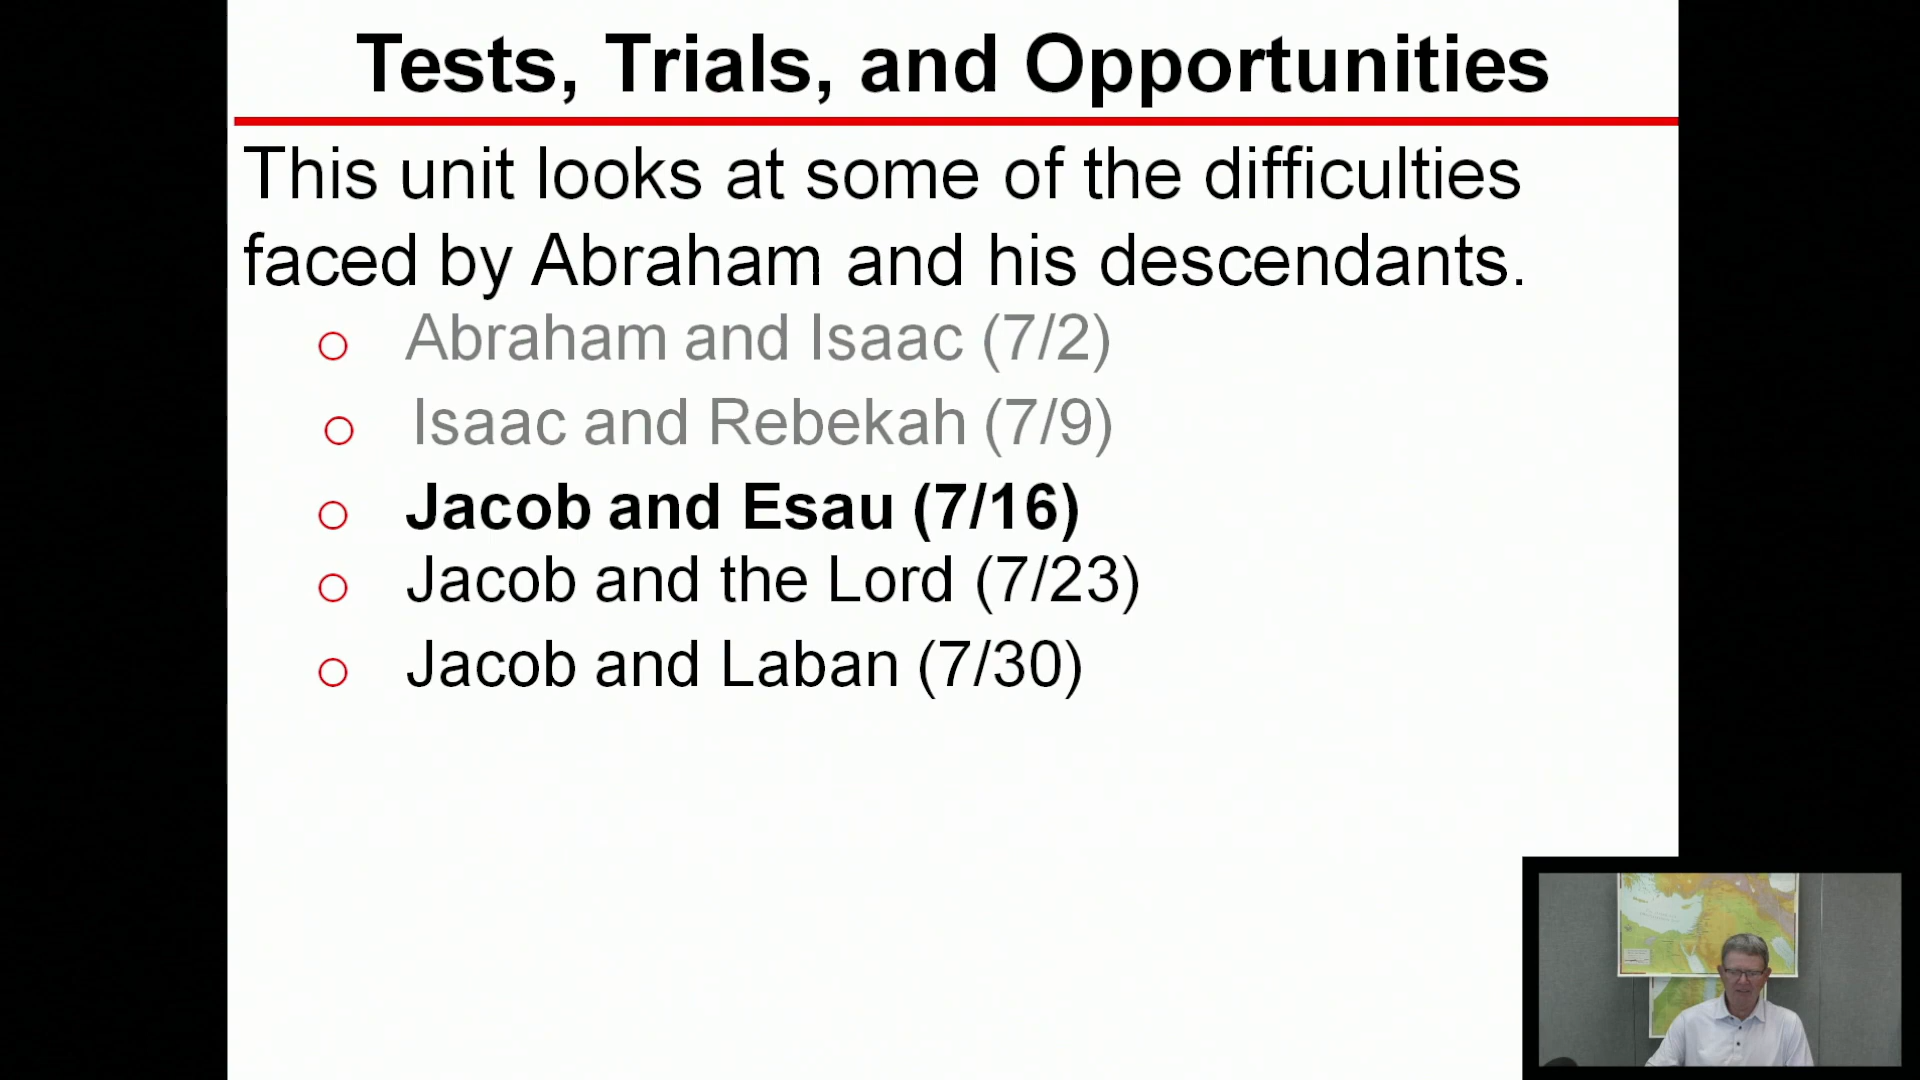 Tests, Trials, and Opportunities
This unit looks at some of the difficulties
faced by Abraham and his descendants.
Abraham and Isaac (7/2)
Isaac and Rebekah (7/9)
Jacob and Esau (7/16)
Jacob and the Lord (7/23)
Jacob and Laban (7/30)